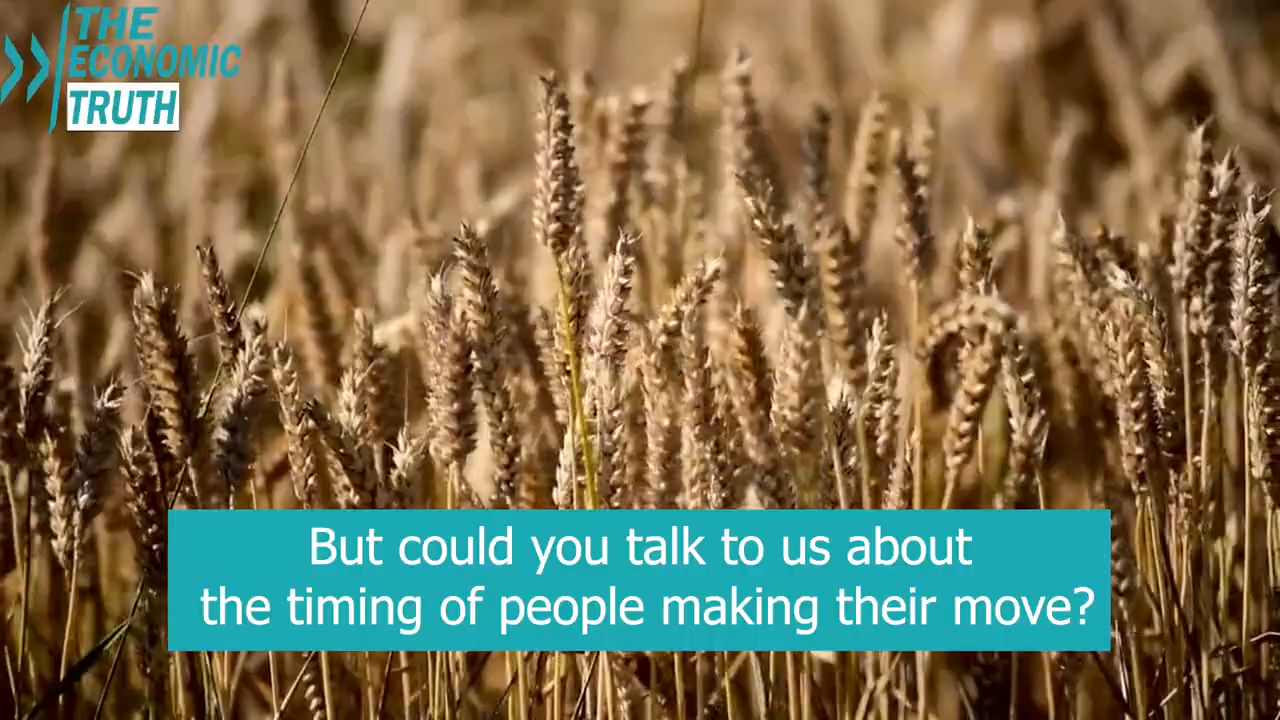 THE
ECONOMIC
TRUTH
But could you talk to us about
the timing of people making their move?